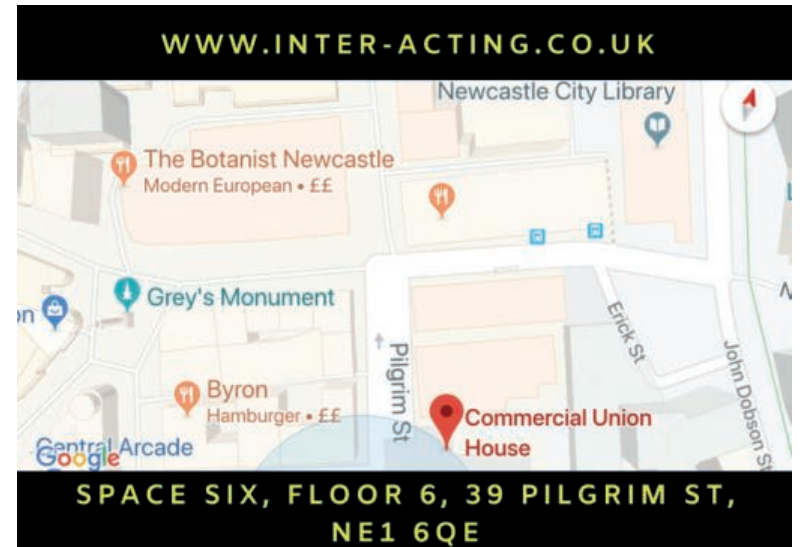 WWW.INTER-ACTING.CO.UK
Newcastle City Library
The Botanist Newcastle
Modern European • ££
Grey's Monument
on
Erick St
Pilgrim St
John Dobson St
Byron
Hamburger • ££
Commercial Union
House
Central Arcade
Google
SPACE SIX, FLOOR 6, 39 PILGRIM ST,
NE1 6QE